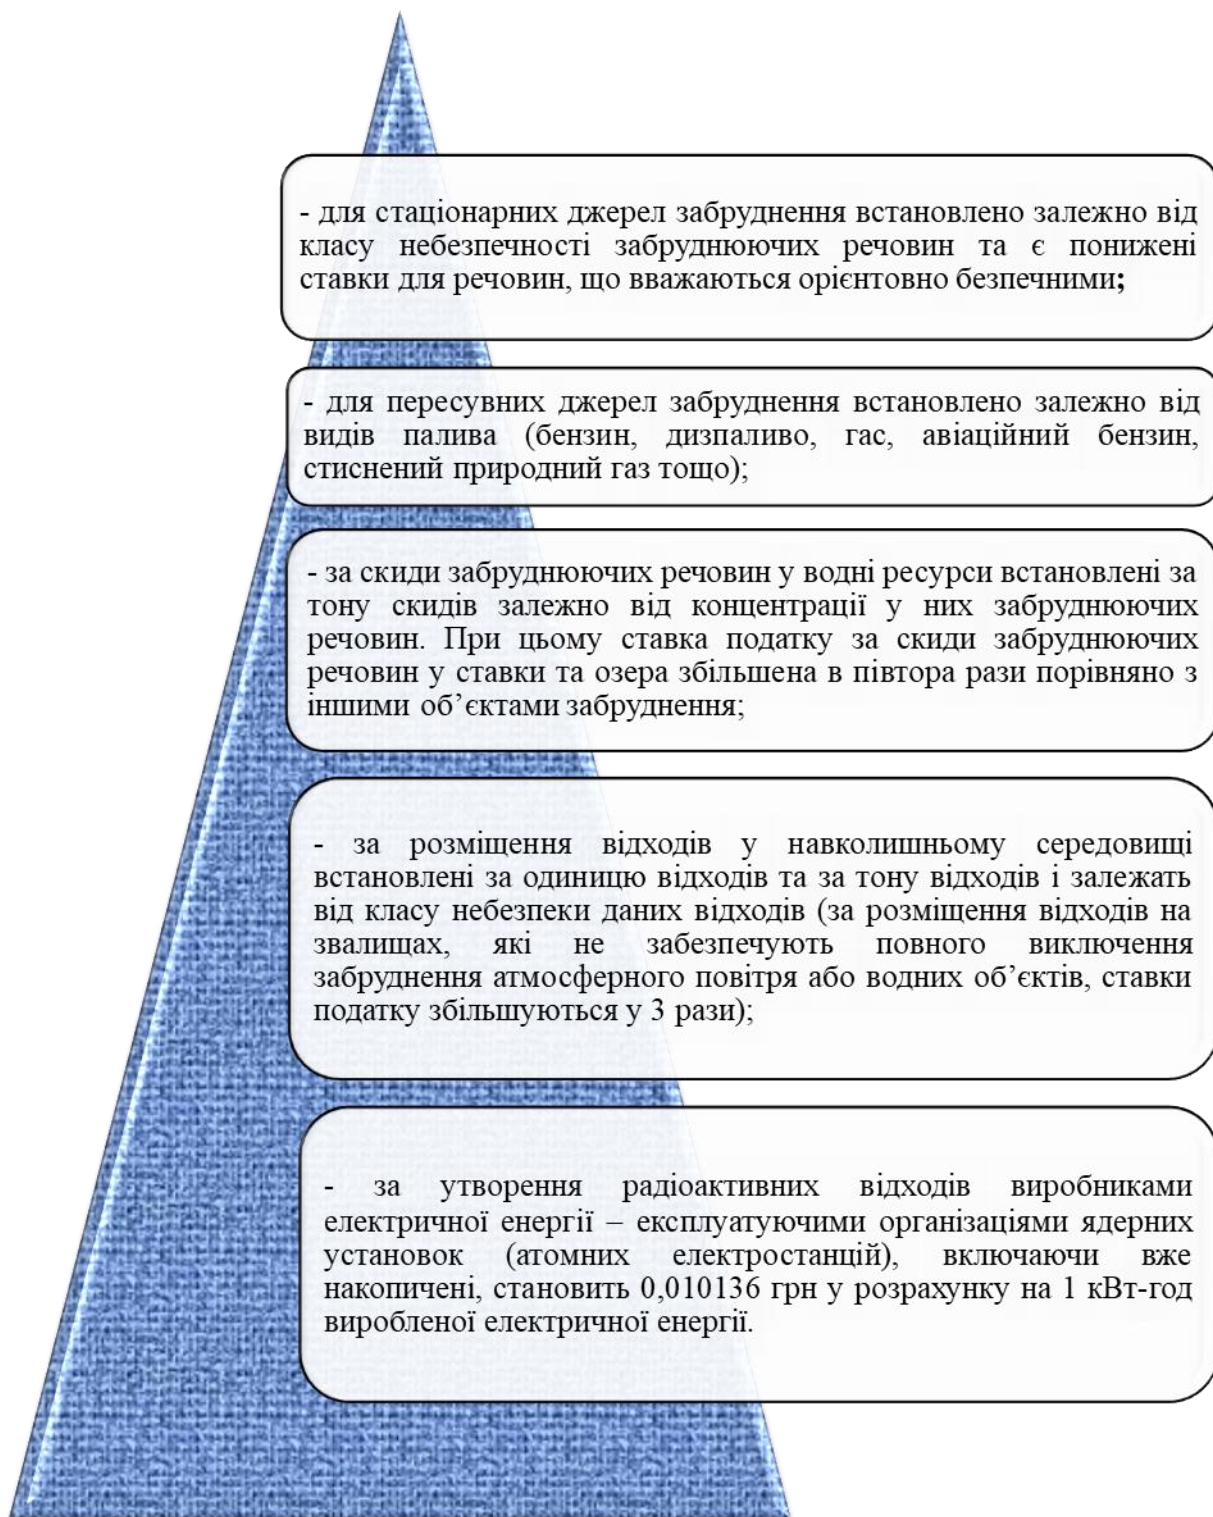 - для стаціонарних джерел забруднення встановлено залежно від
класу небезпечності забруднюючих речовин та є понижені
ставки для речовин, що вважаються орієнтовно безпечними;
- для пересувних джерел забруднення встановлено залежно від
видів палива (бензин, дизпаливо, гас, авіаційний бензин,
стиснений природний газ тощо);
- за скиди забруднюючих речовин у водні ресурси встановлені за
тону скидів залежно від концентрації у них забруднюючих
речовин. При цьому ставка податку за скиди забруднюючих
речовин у ставки та озера збільшена в півтора рази порівняно з
іншими об’єктами забруднення;
- за розміщення відходів у навколишньому середовищі
встановлені за одиницю відходів та за тону відходів і залежать
від класу небезпеки даних відходів (за розміщення відходів на
звалищах, які не забезпечують повного виключення
забруднення атмосферного повітря або водних об’єктів, ставки
податку збільшуються у 3 рази);
- за утворення радіоактивних відходів виробниками
електричної енергії – експлуатуючими організаціями ядерних
установок (атомних електростанцій), включаючи вже
накопичені, становить 0,010136 грн у розрахунку на 1 кВт-год
виробленої електричної енергії.